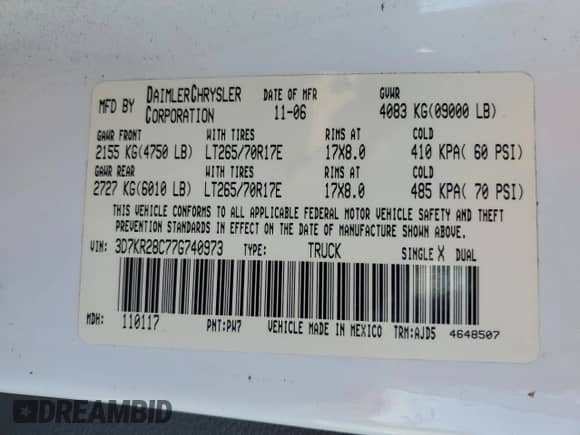 MFD BY DAIMLERCHRYSLER CORPORATION DATE OF MFR 11-06 GVWR 4083 KG(09000 LB)
GAWR FRONT WITH TIRES RIMS AT COLD
2155 KG(4750 LB) LT265/70R17E 17X8.0 410 KPA( 60 PSI)
GAWR REAR WITH TIRES RIMS AT COLD
2727 KG(6010 LB) LT265/70R17E 17X8.0 485 KPA( 70 PSI)
THIS VEHICLE CONFORMS TO ALL APPLICABLE FEDERAL MOTOR VEHICLE SAFETY AND THEFT
PREVENTION STANDARDS IN EFFECT ON THE DATE OF MANUFACTURE SHOWN ABOVE.
VIN: 3D7KR28C77G740973 TYPE: TRUCK SINGLE X DUAL
MDH: 110117 PNT:PW7 VEHICLE MADE IN MEXICO TRM:AJD5 4648507
DREAMBID